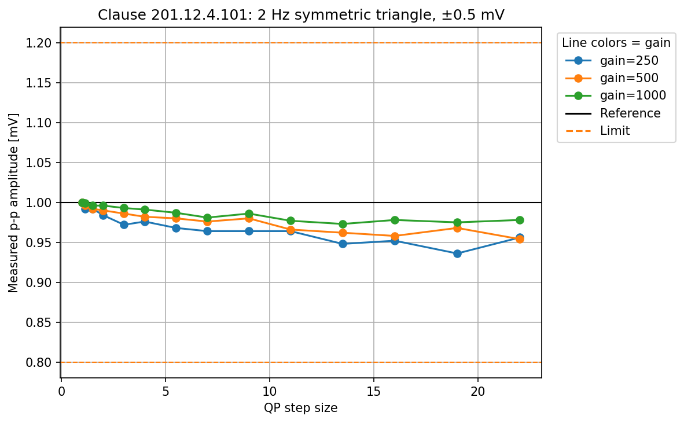 Clause 201.12.4.101: 2 Hz symmetric triangle, ±0.5 mV
Measured p-p amplitude [mV]
1.20
1.15
1.10
1.05
1.00
0.95
0.90
0.85
0.80
0
5
10
15
20
QP step size
Line colors = gain
gain=250
gain=500
gain=1000
Reference
Limit